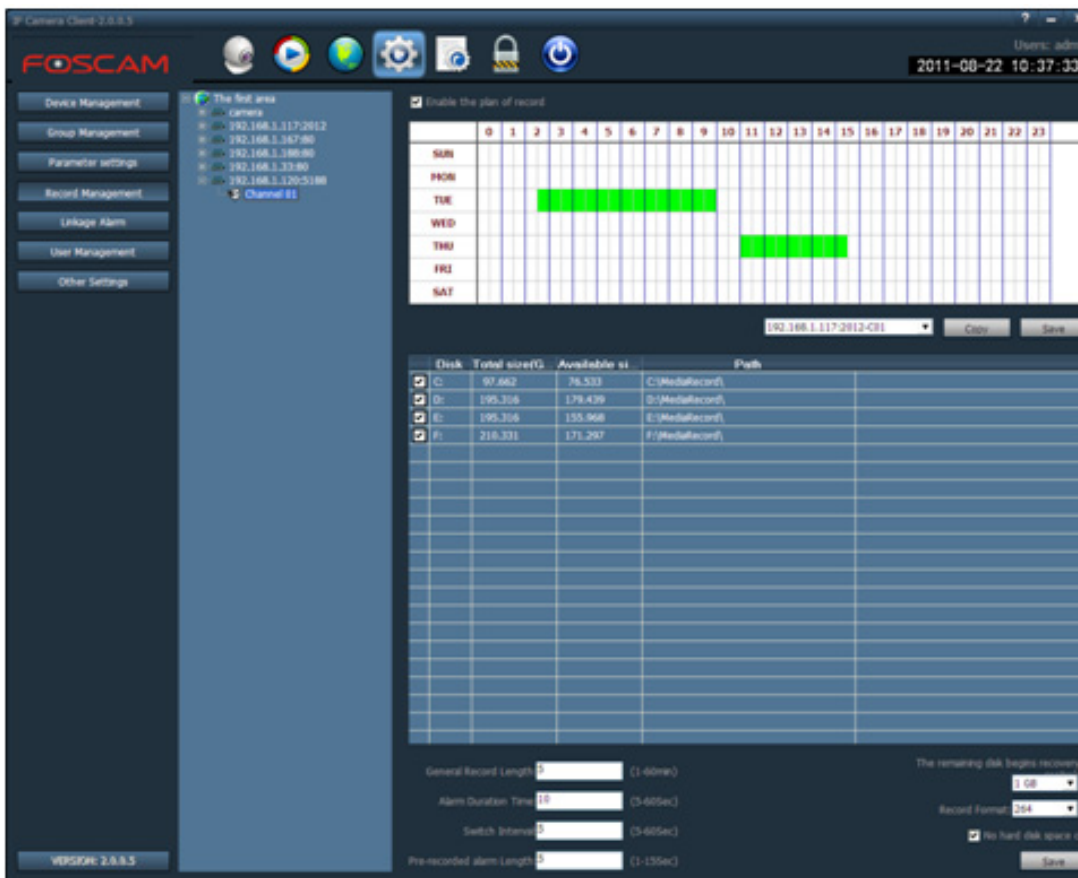 IP Camera Client-2.0.0.5
? –
FOSCAM
Users: adm
2011-08-22 10:37:33
Device Management
Group Management
Parameter settings
Record Management
Linkage Alarm
User Management
Other Settings
VERSION: 2.0.0.5
The first area
camera
192.168.1.117:2012
192.168.1.167:80
192.168.1.188:80
192.168.1.33:80
192.168.1.120:5188
Channel 01
Enable the plan of record
0 1 2 3 4 5 6 7 8 9 10 11 12 13 14 15 16 17 18 19 20 21 22 23
SUN
MON
TUE
WED
THU
FRI
SAT
192.168.1.117:2012-C01 Copy Save
Disk Total size(G... Available si... Path
C: 97.662 76.533 C:\MediaRecord\
D: 195.316 179.439 D:\MediaRecord\
E: 195.316 155.968 E:\MediaRecord\
F: 210.331 171.297 F:\MediaRecord\
General Record Length 5 (1-60min)
Alarm Duration Time 10 (5-60Sec)
Switch Interval 5 (5-60Sec)
Pre-recorded alarm Length 5 (1-15Sec)
The remaining disk begins recovery
1 GB
Record Format: 264
No hard disk space o
Save